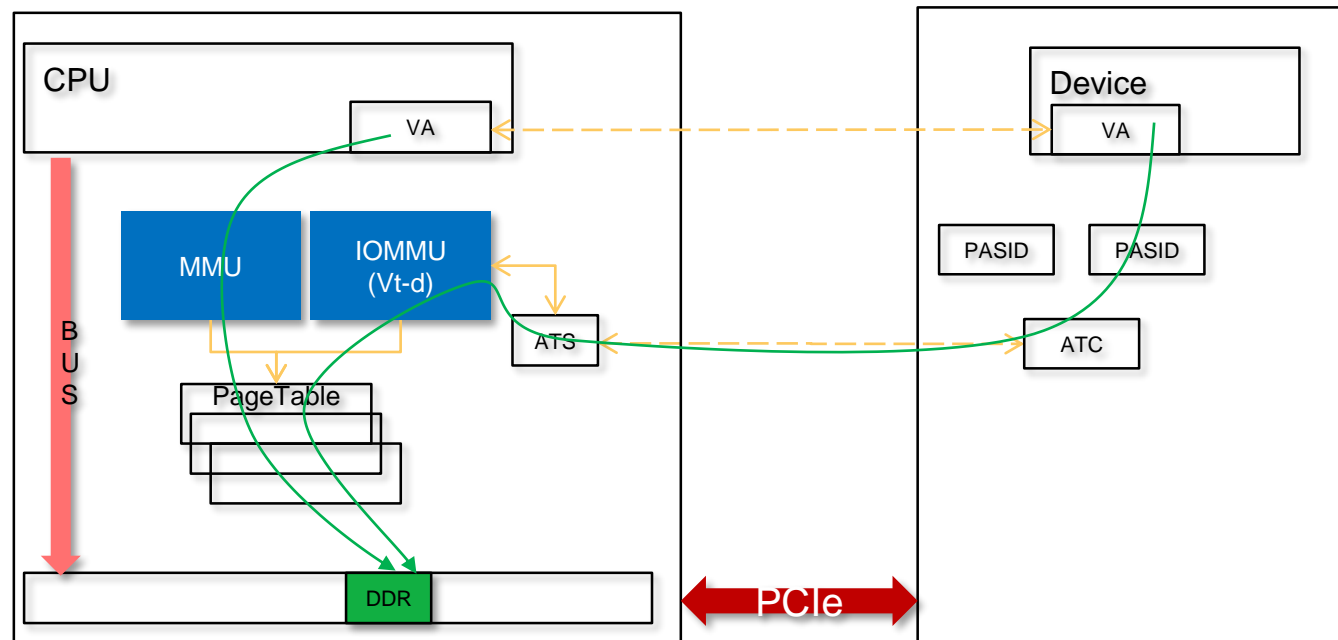 CPU
Device
VA
VA
MMU
IOMMU
(Vt-d)
PASID
PASID
B
U
S
ATS
ATC
PageTable
DDR
PCIe